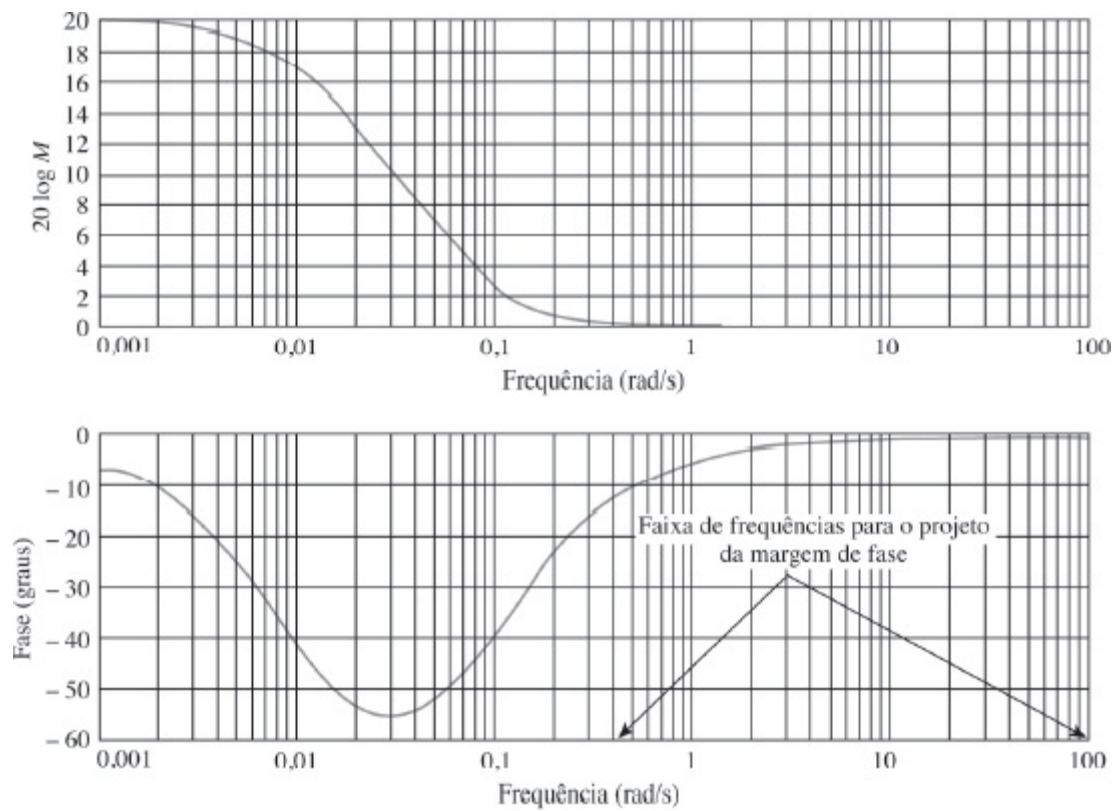 20
18
16
14
12
10
8
6
4
2
0
20 log M
0,001 0,01 0,1 1 10 100
Frequência (rad/s)
0
– 10
– 20
– 30
– 40
– 50
– 60
Fase (graus)
Faixa de frequências para o projeto
da margem de fase
0,001 0,01 0,1 1 10 100
Frequência (rad/s)